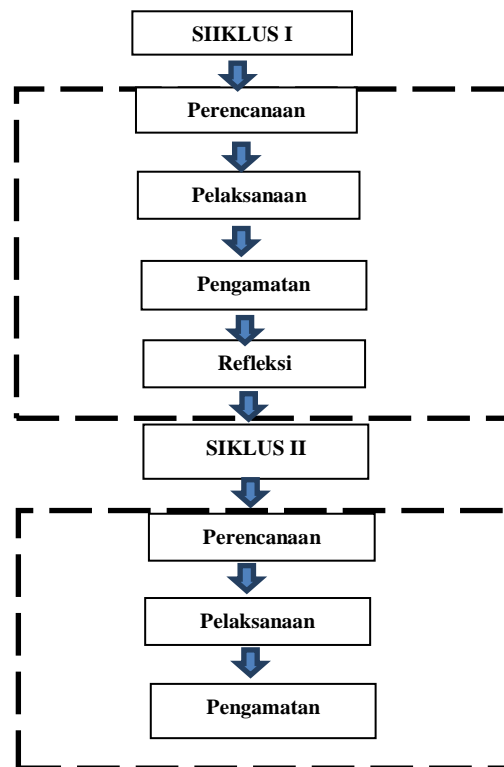 SIIKLUS I
Perencanaan
Pelaksanaan
Pengamatan
Refleksi
SIKLUS II
Perencanaan
Pelaksanaan
Pengamatan